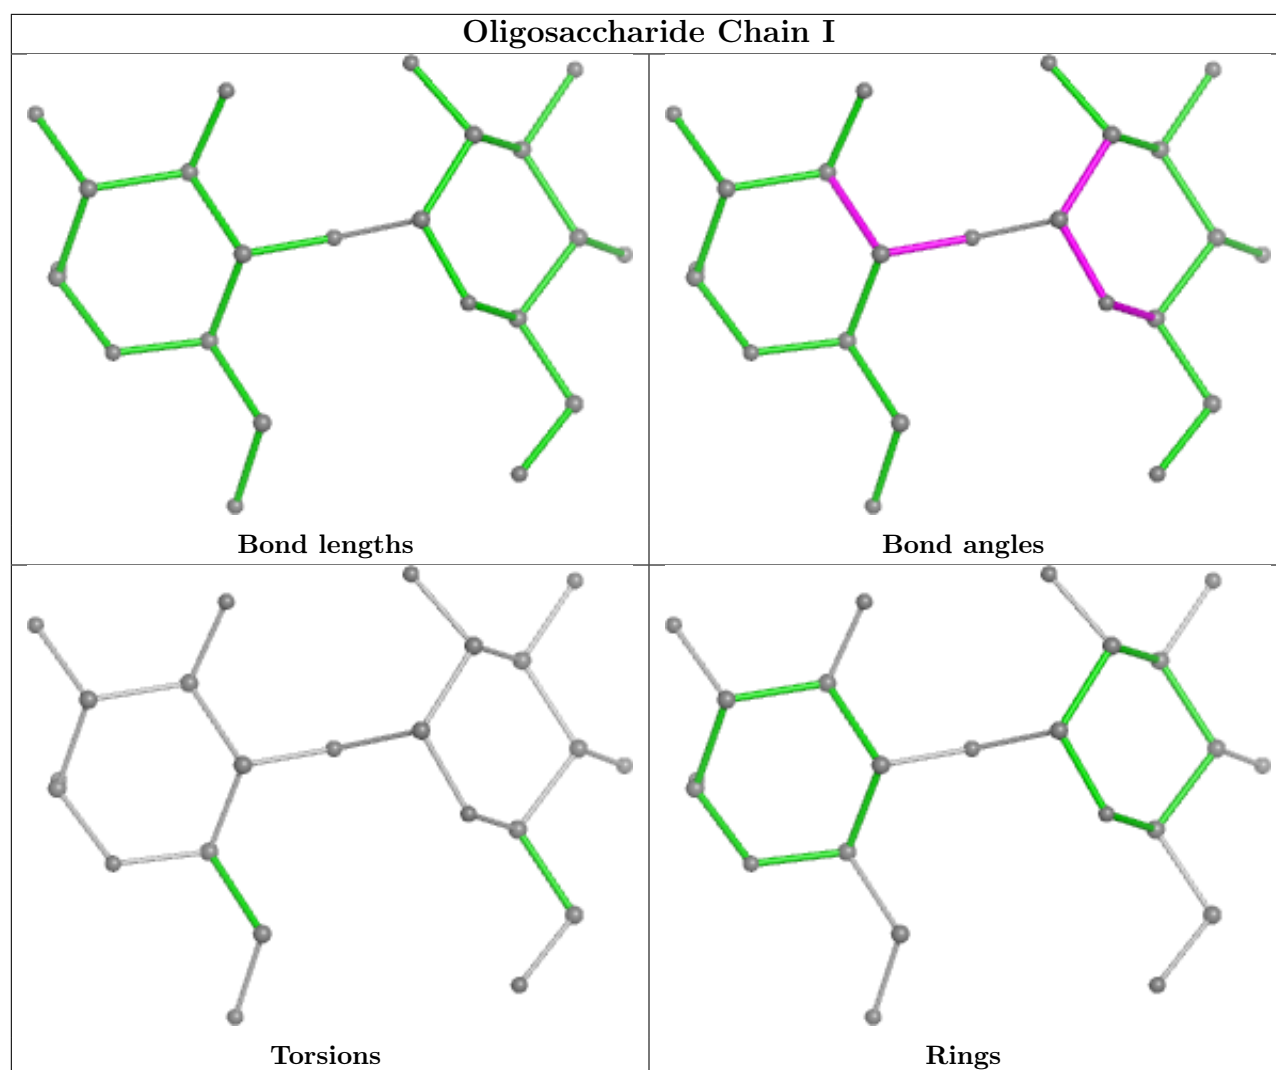 Oligosaccharide Chain I
Bond lengths
Bond angles
Torsions
Rings